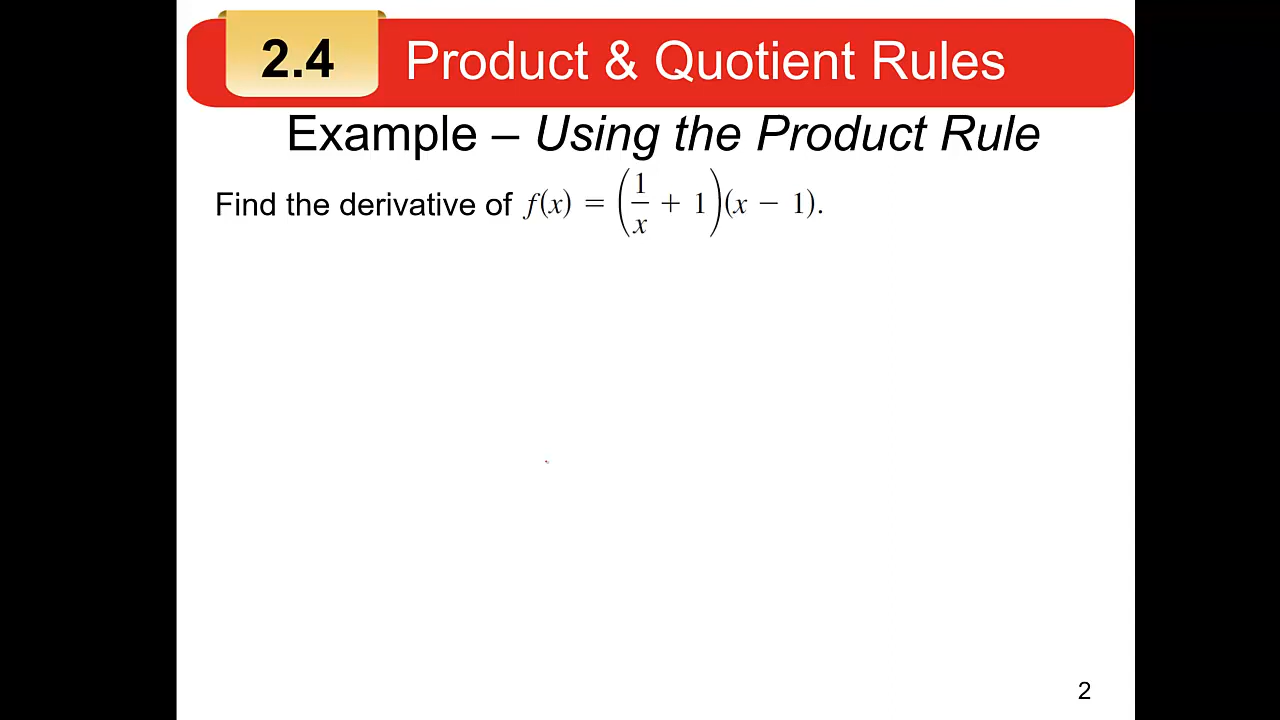 2.4 Product & Quotient Rules
Example – Using the Product Rule
Find the derivative of f(x) = (1/x + 1)(x − 1).
2